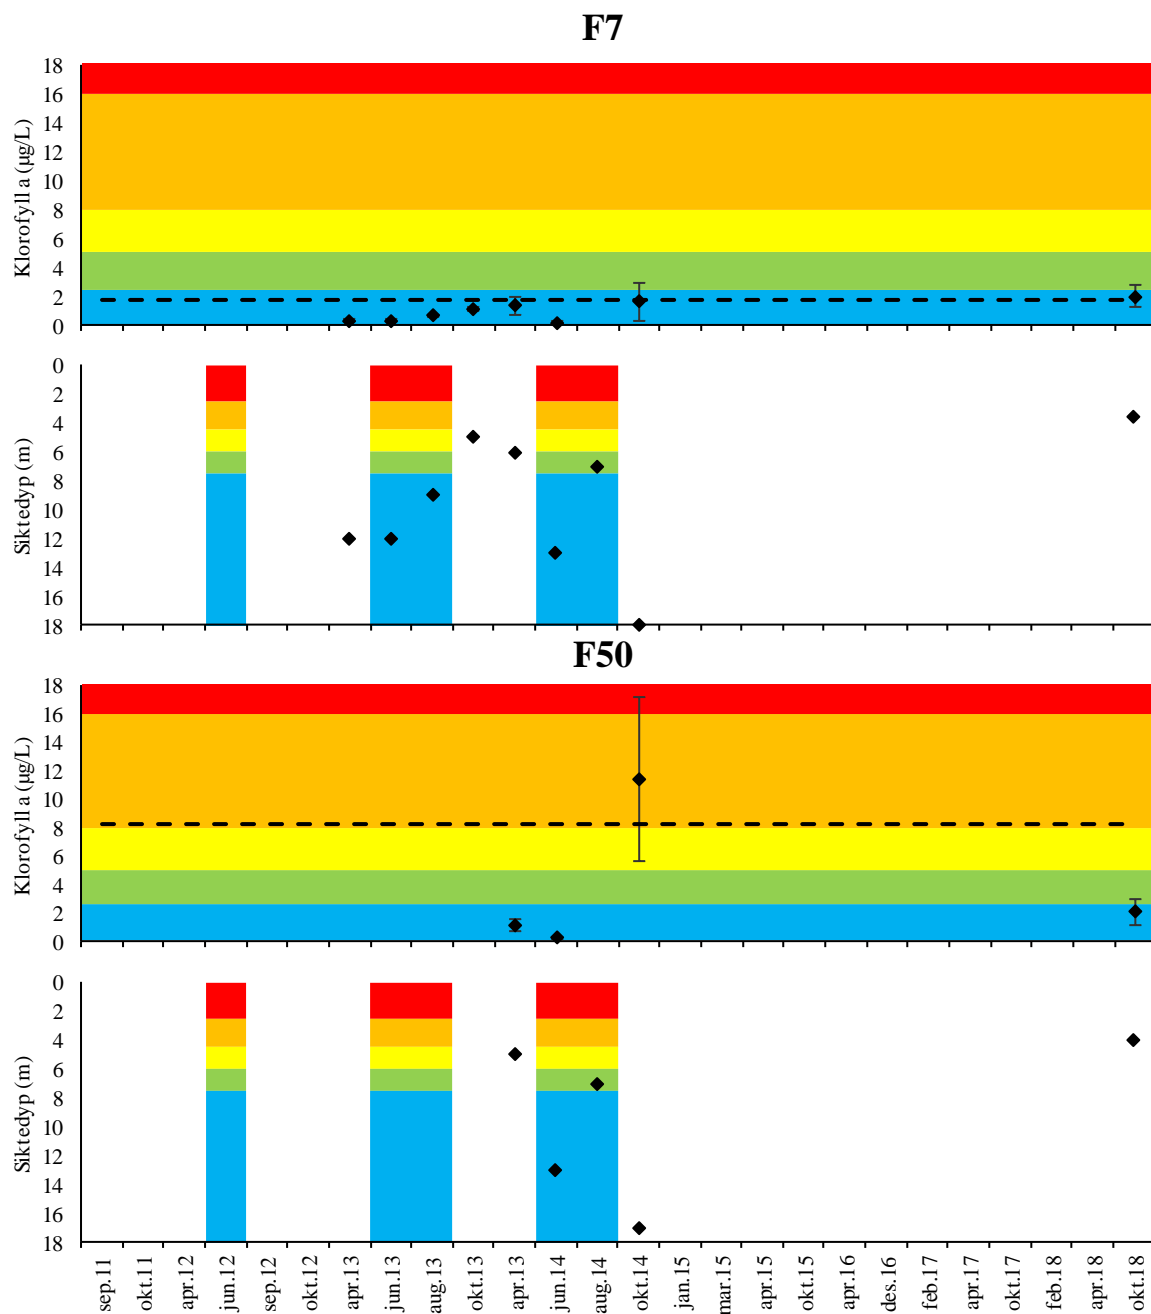 F7
Klorofyll a (µg/L)
18
16
14
12
10
8
6
4
2
0
Siktedyp (m)
0
2
4
6
8
10
12
14
16
18
F50
Klorofyll a (µg/L)
18
16
14
12
10
8
6
4
2
0
Siktedyp (m)
0
2
4
6
8
10
12
14
16
18
sep.11
okt.11
apr.12
jun.12
sep.12
okt.12
apr.13
jun.13
aug.13
okt.13
apr.13
jun.14
aug.14
okt.14
jan.15
mar.15
apr.15
okt.15
apr.16
des.16
feb.17
apr.17
okt.17
feb.18
apr.18
okt.18